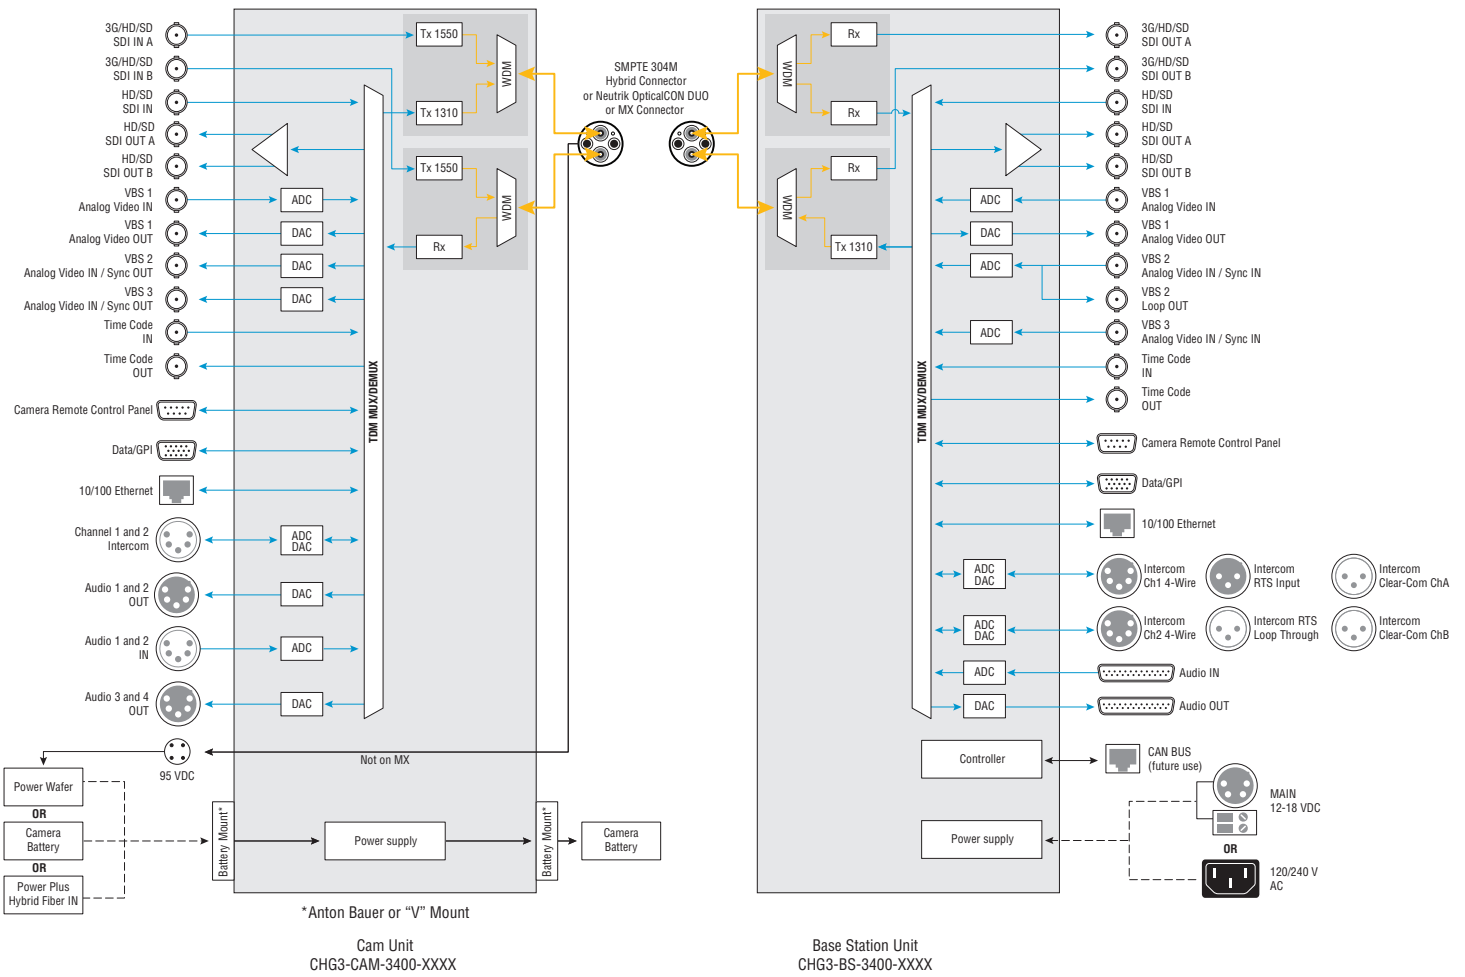 3G/HD/SD
SDI IN A
3G/HD/SD
SDI IN B
HD/SD
SDI IN
HD/SD
SDI OUT A
HD/SD
SDI OUT B
VBS 1
Analog Video IN
VBS 1
Analog Video OUT
VBS 2
Analog Video IN / Sync OUT
VBS 3
Analog Video IN / Sync OUT
Time Code
IN
Time Code
OUT
Camera Remote Control Panel
Data/GPI
10/100 Ethernet
Channel 1 and 2
Intercom
Audio 1 and 2
OUT
Audio 1 and 2
IN
Audio 3 and 4
OUT
95 VDC
Power Wafer
OR
Camera
Battery
OR
Power Plus
Hybrid Fiber IN
ADC
DAC
DAC
DAC
ADC
DAC
DAC
ADC
DAC
TDM MUX/DEMUX
Tx 1550
Tx 1310
WDM
Tx 1550
Rx
WDM
Not on MX
Battery Mount*
Power supply
Battery Mount*
Camera
Battery
*Anton Bauer or “V” Mount
Cam Unit
CHG3-CAM-3400-XXXX
SMPTE 304M
Hybrid Connector
or Neutrik OpticalCON DUO
or MX Connector
WDM
Rx
Rx
WDM
Rx
Tx 1310
TDM MUX/DEMUX
ADC
DAC
ADC
ADC
ADC
DAC
ADC
DAC
ADC
DAC
Controller
Power supply
3G/HD/SD
SDI OUT A
3G/HD/SD
SDI OUT B
HD/SD
SDI IN
HD/SD
SDI OUT A
HD/SD
SDI OUT B
VBS 1
Analog Video IN
VBS 1
Analog Video OUT
VBS 2
Analog Video IN / Sync IN
VBS 2
Loop OUT
VBS 3
Analog Video IN / Sync IN
Time Code
IN
Time Code
OUT
Camera Remote Control Panel
Data/GPI
10/100 Ethernet
Intercom
Ch1 4-Wire
Intercom
RTS Input
Intercom
Clear-Com ChA
Intercom
Ch2 4-Wire
Intercom RTS
Loop Through
Intercom
Clear-Com ChB
Audio IN
Audio OUT
CAN BUS
(future use)
MAIN
12-18 VDC
OR
120/240 V
AC
Base Station Unit
CHG3-BS-3400-XXXX